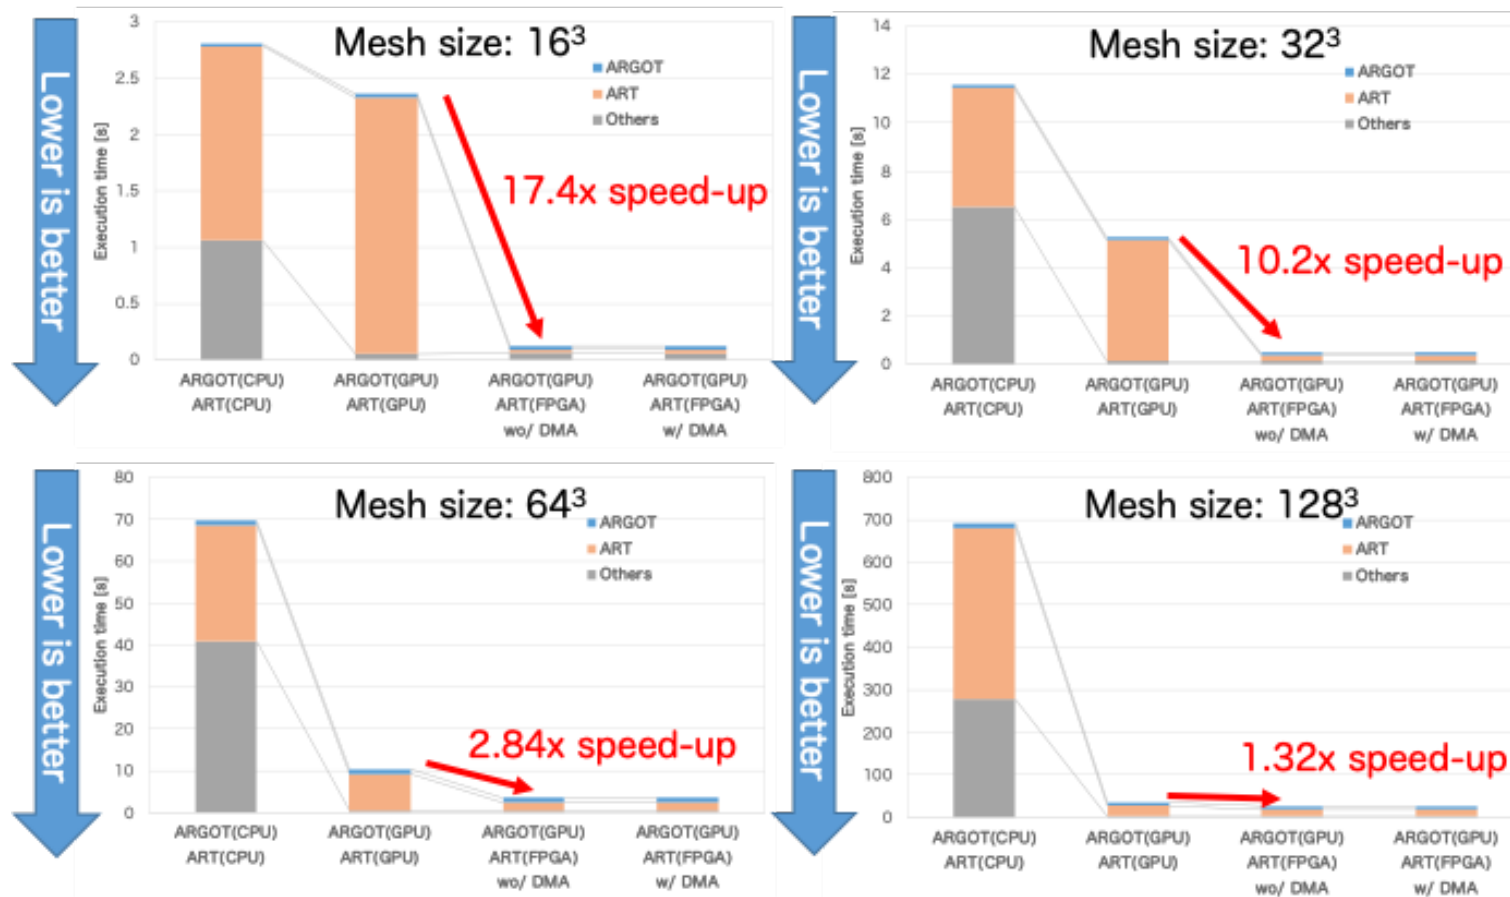 Lower is better
Mesh size: 16³
ARGOT
ART
Others
Execution time [s]
3
2.5
2
1.5
1
0.5
0
17.4x speed-up
ARGOT(CPU)
ART(CPU)
ARGOT(GPU)
ART(GPU)
ARGOT(GPU)
ART(FPGA)
wo/ DMA
ARGOT(GPU)
ART(FPGA)
w/ DMA
Lower is better
Mesh size: 32³
ARGOT
ART
Others
Execution time [s]
14
12
10
8
6
4
2
0
10.2x speed-up
ARGOT(CPU)
ART(CPU)
ARGOT(GPU)
ART(GPU)
ARGOT(GPU)
ART(FPGA)
wo/ DMA
ARGOT(GPU)
ART(FPGA)
w/ DMA
Lower is better
Mesh size: 64³
ARGOT
ART
Others
Execution time [s]
80
70
60
50
40
30
20
10
0
2.84x speed-up
ARGOT(CPU)
ART(CPU)
ARGOT(GPU)
ART(GPU)
ARGOT(GPU)
ART(FPGA)
wo/ DMA
ARGOT(GPU)
ART(FPGA)
w/ DMA
Lower is better
Mesh size: 128³
ARGOT
ART
Others
Execution time [s]
800
700
600
500
400
300
200
100
0
1.32x speed-up
ARGOT(CPU)
ART(CPU)
ARGOT(GPU)
ART(GPU)
ARGOT(GPU)
ART(FPGA)
wo/ DMA
ARGOT(GPU)
ART(FPGA)
w/ DMA